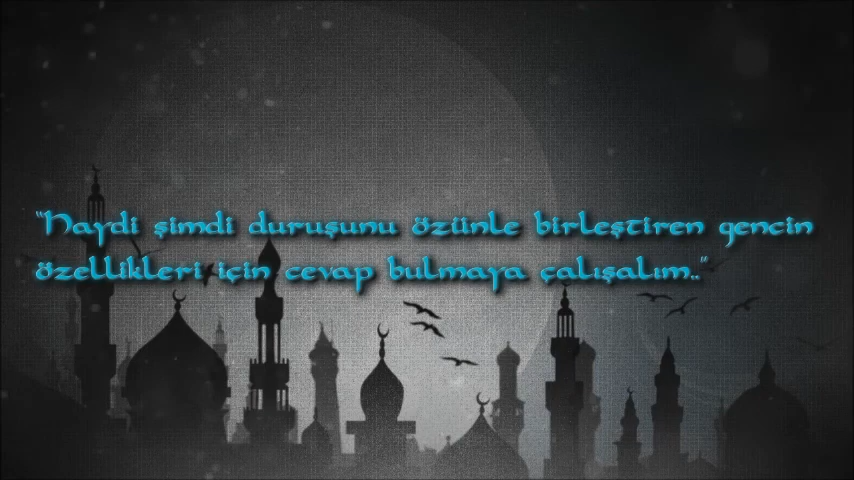 "Haydi şimdi duruşunu özünle birleştiren gencin
özellikleri için cevap bulmaya çalışalım.."